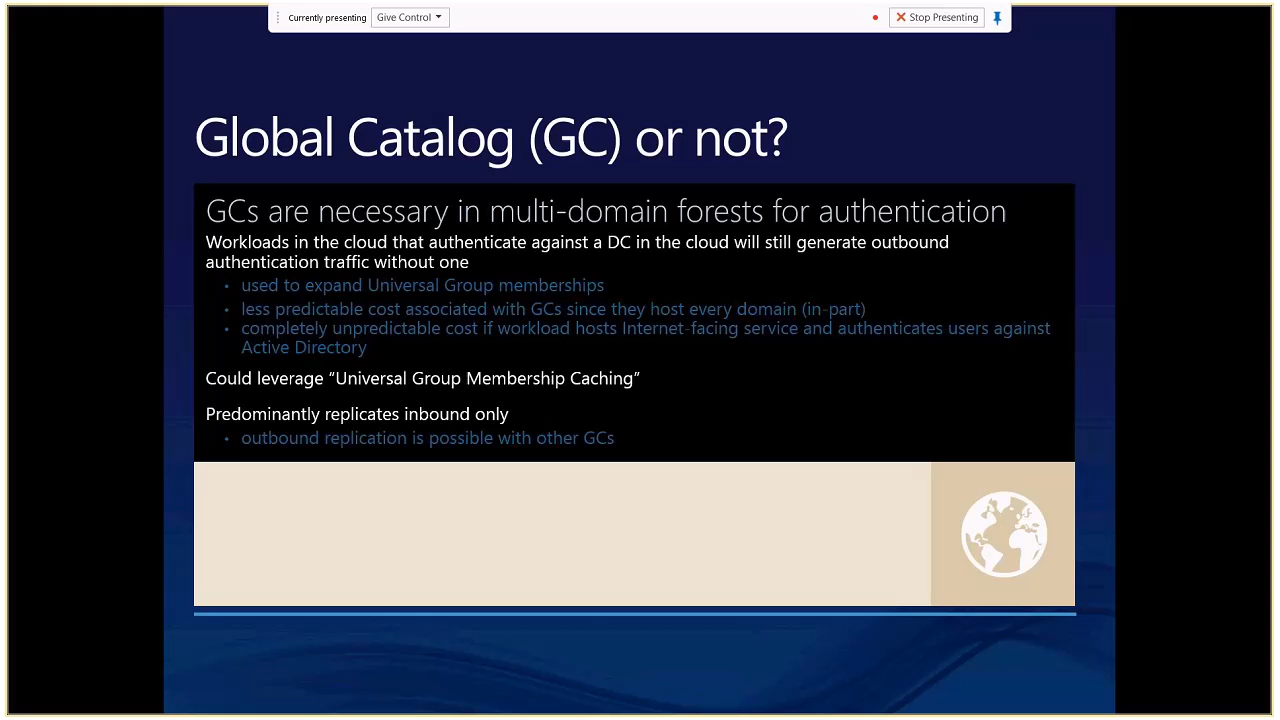 Currently presenting Give Control Stop Presenting
Global Catalog (GC) or not?
GCs are necessary in multi-domain forests for authentication
Workloads in the cloud that authenticate against a DC in the cloud will still generate outbound
authentication traffic without one
• used to expand Universal Group memberships
• less predictable cost associated with GCs since they host every domain (in-part)
• completely unpredictable cost if workload hosts Internet-facing service and authenticates users against
Active Directory
Could leverage “Universal Group Membership Caching”
Predominantly replicates inbound only
• outbound replication is possible with other GCs